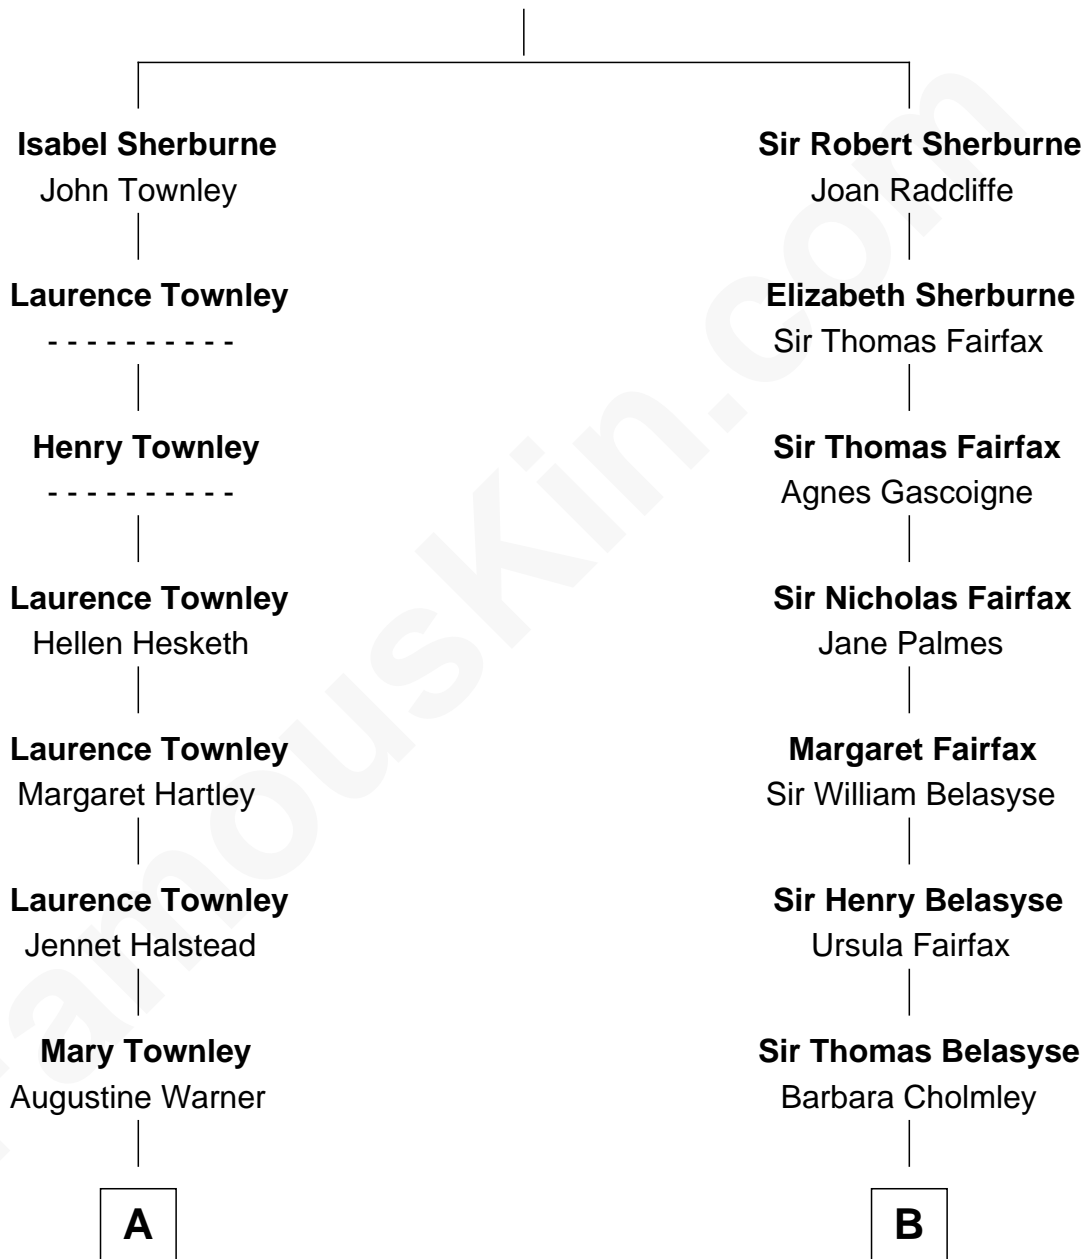 Isabel Sherburne
John Townley
Laurence Townley
- - - - - - - - - -
Henry Townley
- - - - - - - - - -
Laurence Townley
Hellen Hesketh
Laurence Townley
Margaret Hartley
Laurence Townley
Jennet Halstead
Mary Townley
Augustine Warner
A
Sir Robert Sherburne
Joan Radcliffe
Elizabeth Sherburne
Sir Thomas Fairfax
Sir Thomas Fairfax
Agnes Gascoigne
Sir Nicholas Fairfax
Jane Palmes
Margaret Fairfax
Sir William Belasyse
Sir Henry Belasyse
Ursula Fairfax
Sir Thomas Belasyse
Barbara Cholmley
B
FamousKin.com